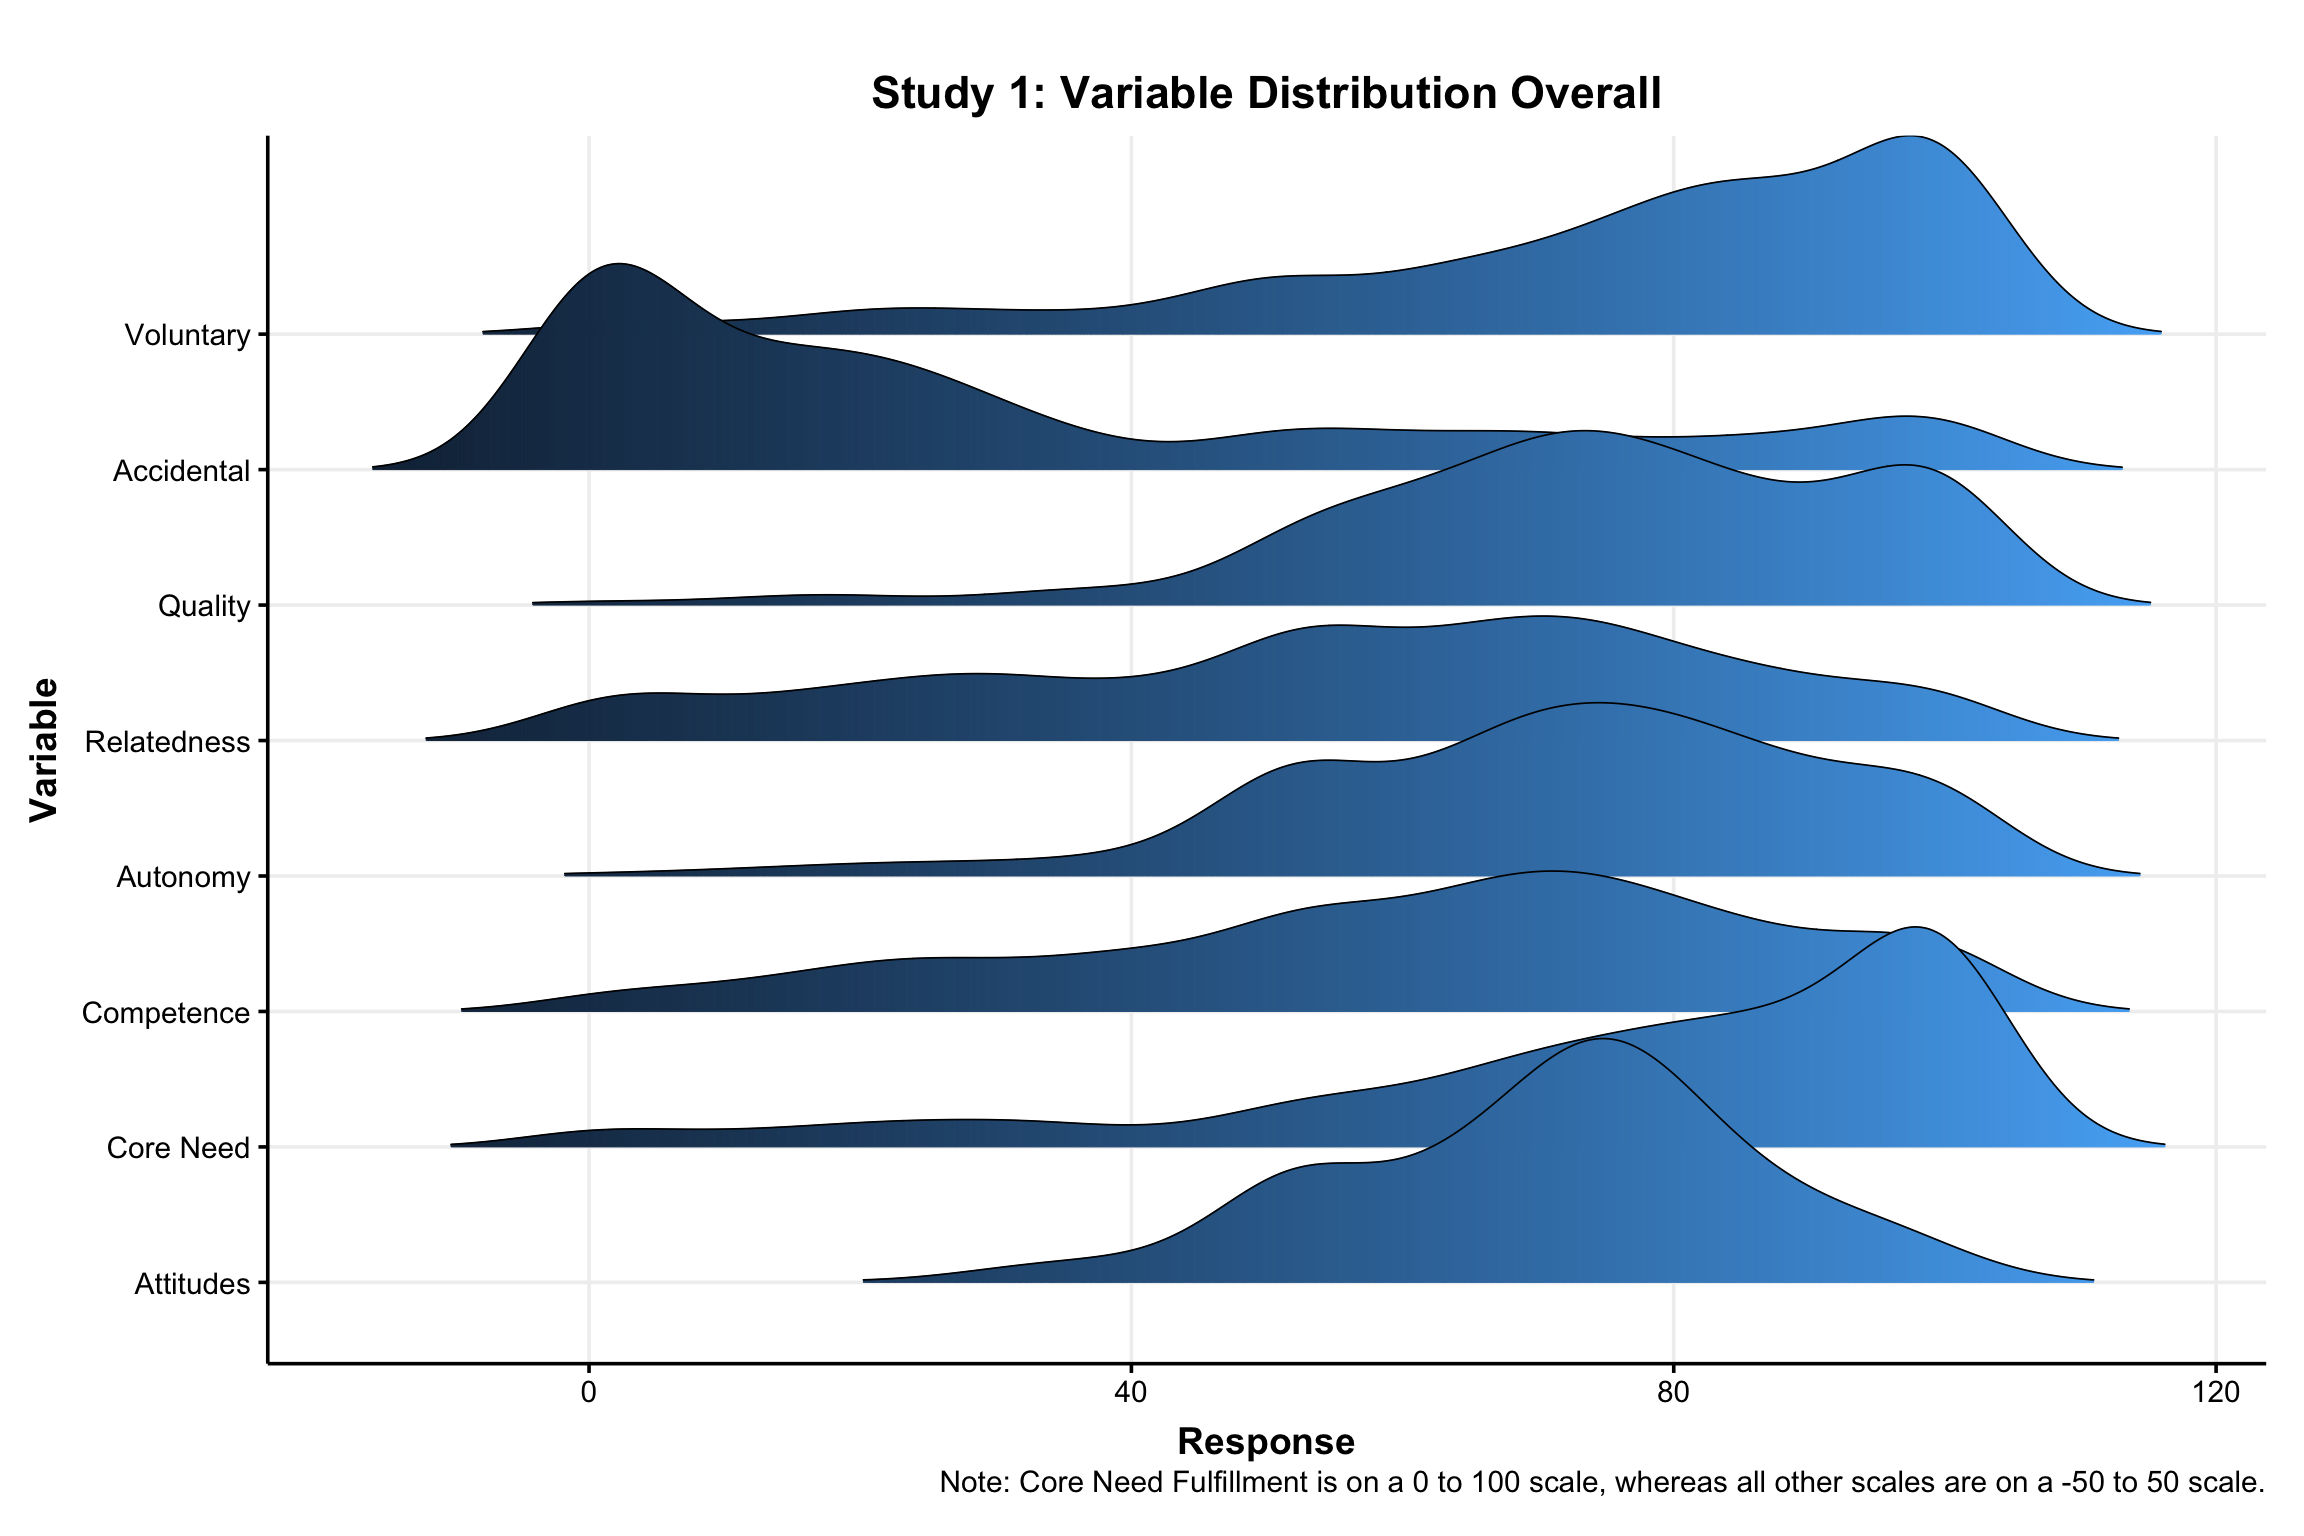 Study 1: Variable Distribution Overall
Variable
Voluntary
Accidental
Quality
Relatedness
Autonomy
Competence
Core Need
Attitudes
0 40 80 120
Response
Note: Core Need Fulfillment is on a 0 to 100 scale, whereas all other scales are on a -50 to 50 scale.